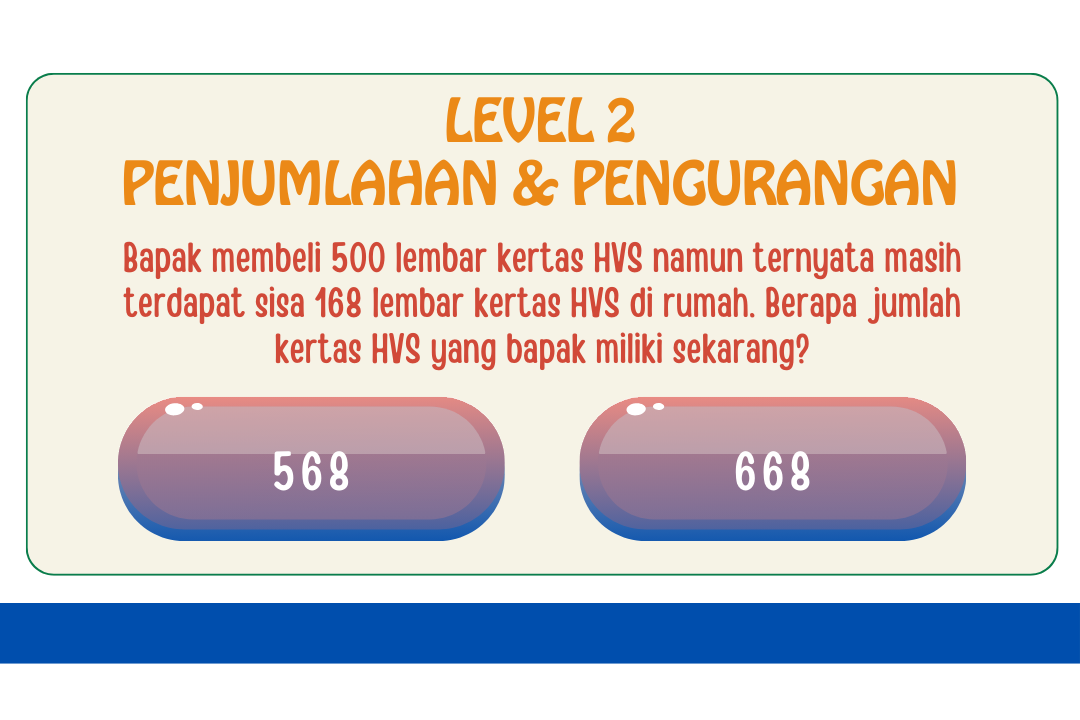 LEVEL 2
PENJUMLAHAN & PENGURANGAN
Bapak membeli 500 lembar kertas HVS namun ternyata masih
terdapat sisa 168 lembar kertas HVS di rumah. Berapa jumlah
kertas HVS yang bapak miliki sekarang?
568
668